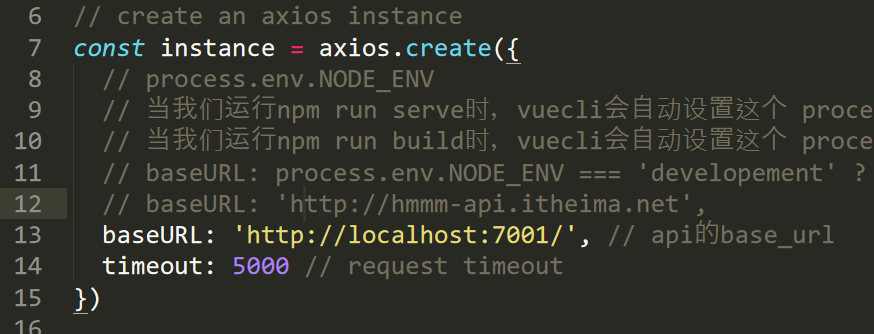 6 // create an axios instance
7 const instance = axios.create({
8 // process.env.NODE_ENV
9 // 当我们运行npm run serve时，vuecli会自动设置这个 proce
10 // 当我们运行npm run build时，vuecli会自动设置这个 proce
11 // baseURL: process.env.NODE_ENV === 'developement' ?
12 // baseURL: 'http://hmmm-api.itheima.net',
13 baseURL: 'http://localhost:7001/', // api的base_url
14 timeout: 5000 // request timeout
15 })
16